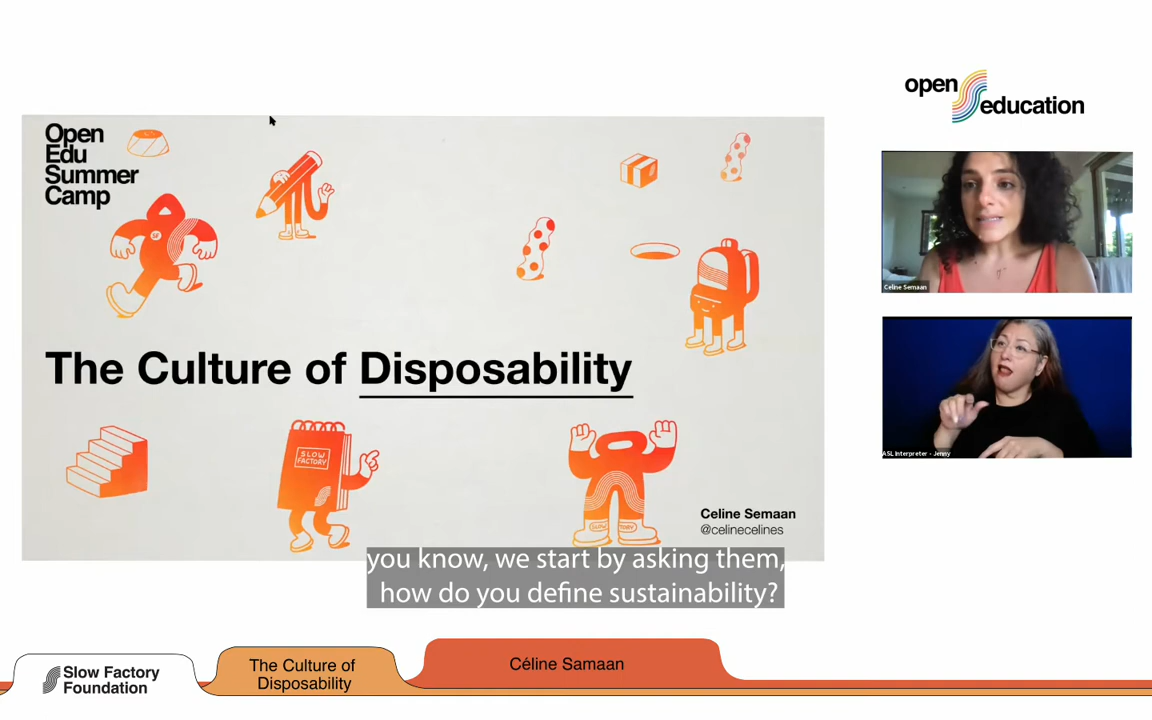 Open
Edu
Summer
Camp
The Culture of Disposability
SLOW
FACTORY
SLOW
Celine Semaan
@celinecelines
open
education
Celine Semaan
ASL Interpreter - Jenny
you know, we start by asking them,
how do you define sustainability?
Slow Factory
Foundation
The Culture of
Disposability
Céline Samaan